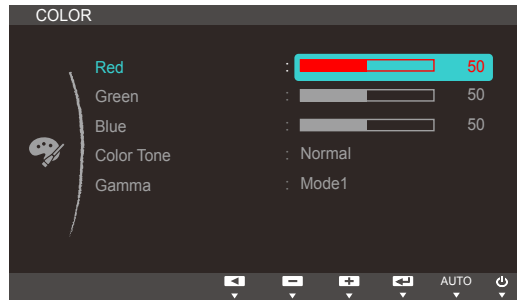 COLOR
Red : 50
Green : 50
Blue : 50
Color Tone : Normal
Gamma : Mode1
AUTO